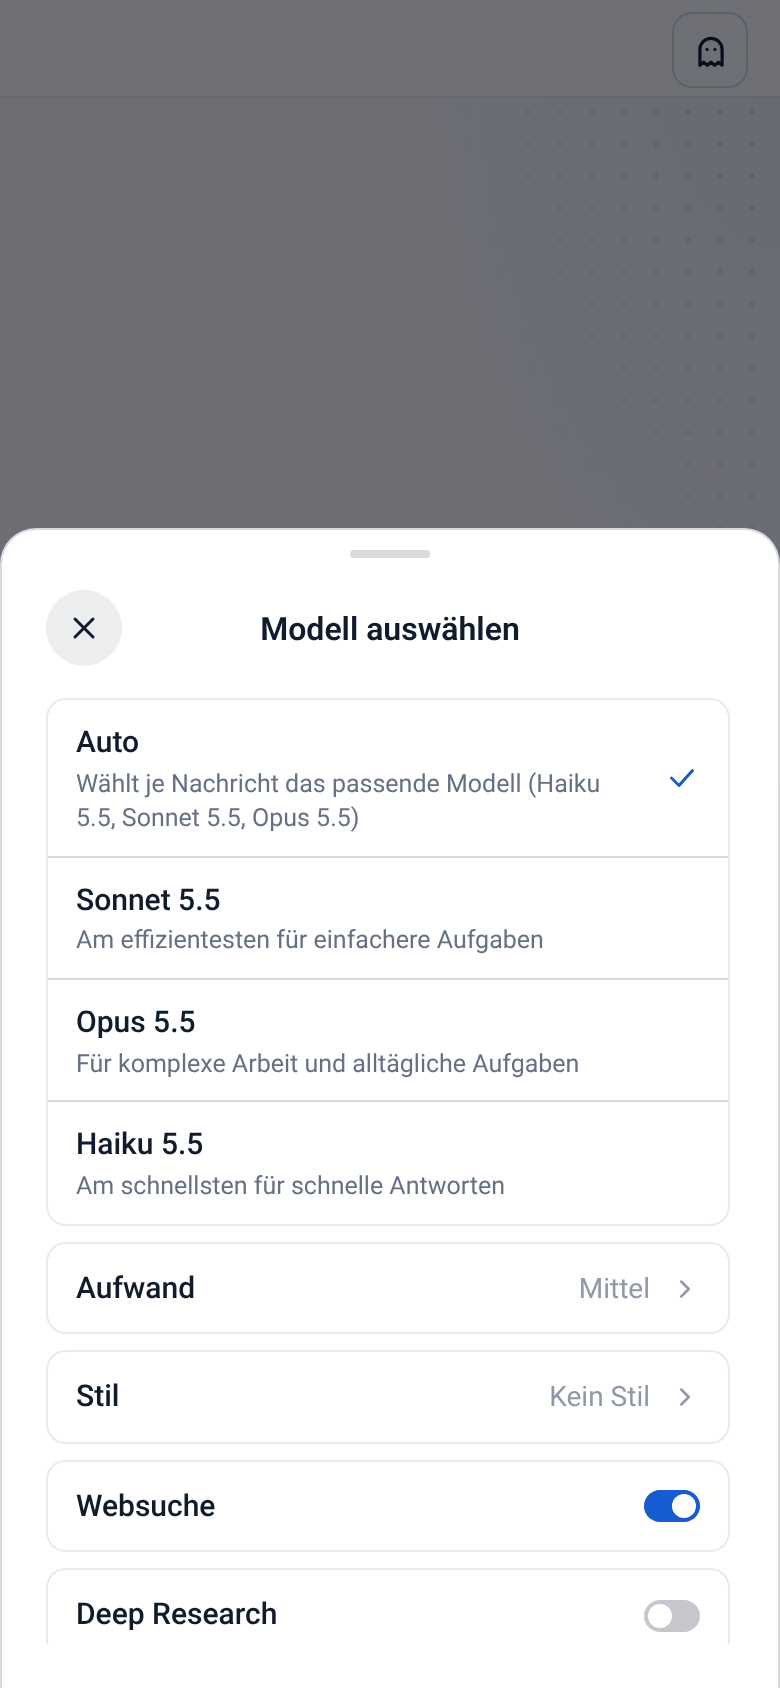 Modell auswählen
Auto
Wählt je Nachricht das passende Modell (Haiku
5.5, Sonnet 5.5, Opus 5.5)
Sonnet 5.5
Am effizientesten für einfachere Aufgaben
Opus 5.5
Für komplexe Arbeit und alltägliche Aufgaben
Haiku 5.5
Am schnellsten für schnelle Antworten
Aufwand Mittel
Stil Kein Stil
Websuche
Deep Research